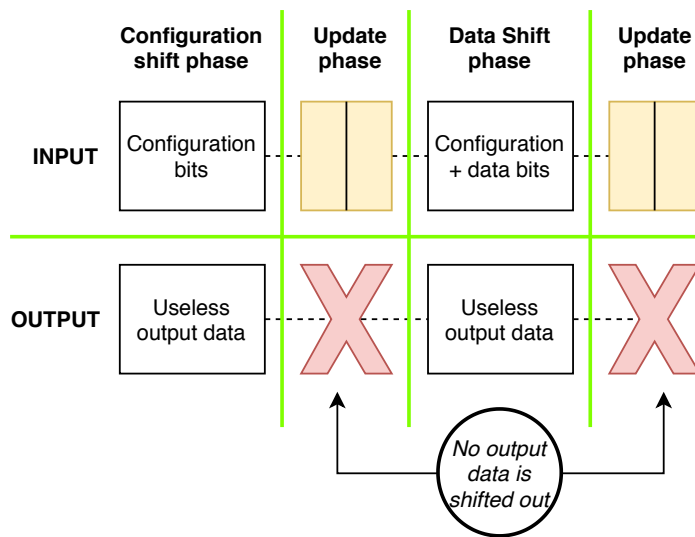 Configuration
shift phase
Update
phase
Data Shift
phase
Update
phase
INPUT
Configuration
bits
Configuration
+ data bits
OUTPUT
Useless
output data
Useless
output data
No output
data is
shifted out